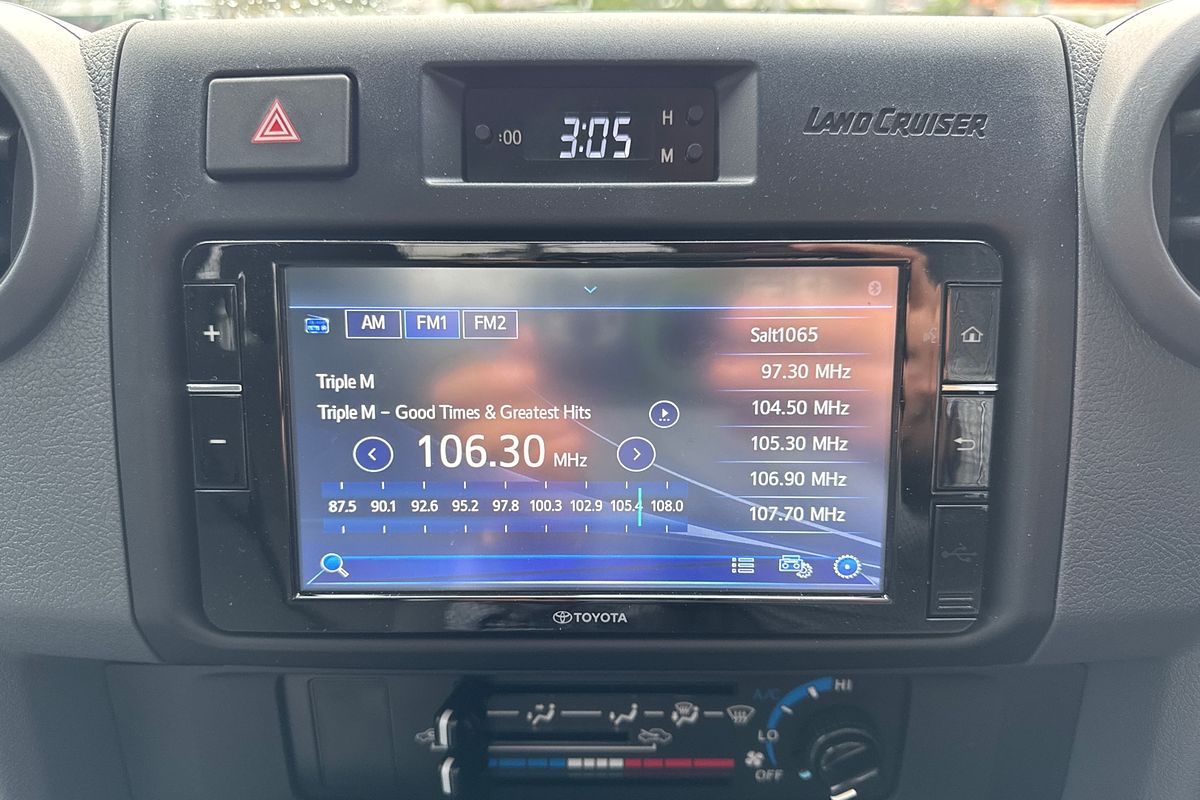 :00 3:05 H
M
LAND CRUISER
AM FM1 FM2
Salt1065
97.30 MHz
104.50 MHz
105.30 MHz
106.90 MHz
107.70 MHz
Triple M
Triple M – Good Times & Greatest Hits
106.30 MHz
87.5 90.1 92.6 95.2 97.8 100.3 102.9 105.4 108.0
+
-
TOYOTA
A/C HI
LO
OFF